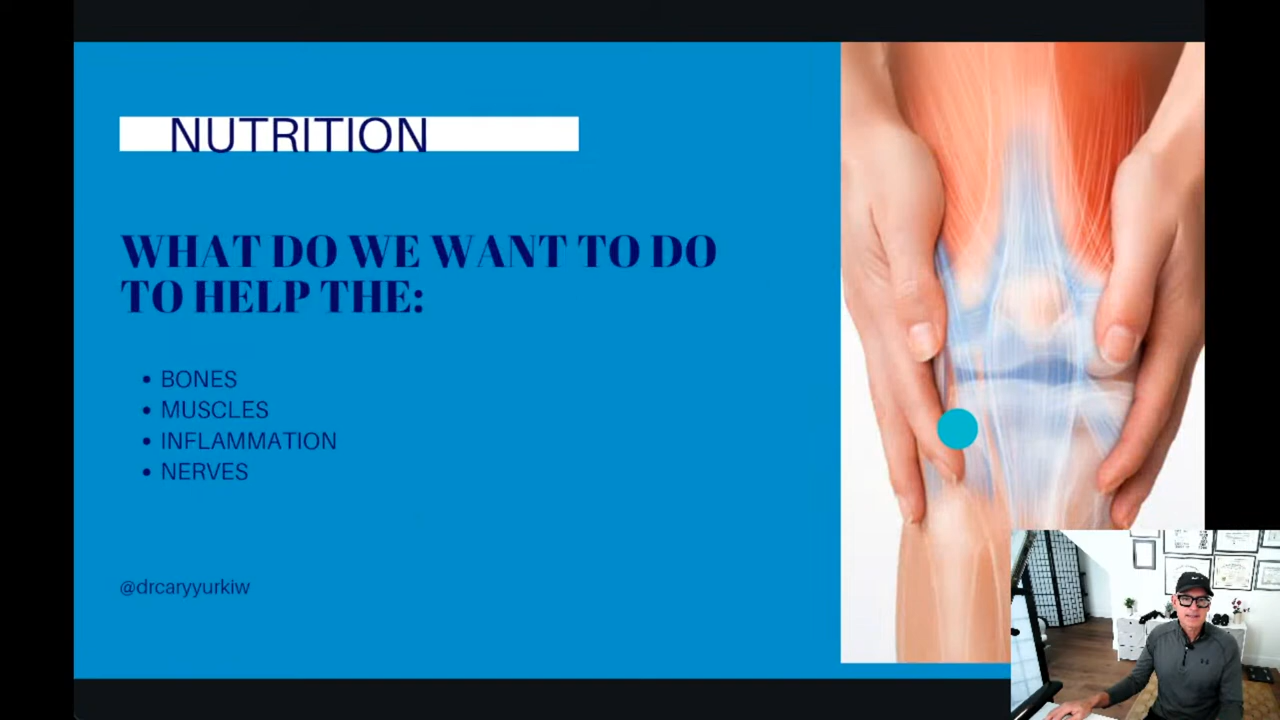 NUTRITION
WHAT DO WE WANT TO DO
TO HELP THE:
• BONES
• MUSCLES
• INFLAMMATION
• NERVES
@drcaryyurkiw